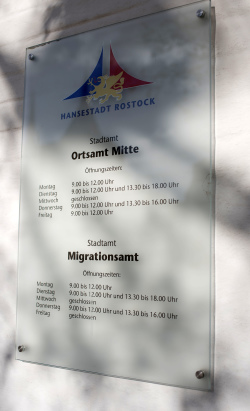 HANSESTADT ROSTOCK
Stadtamt
Ortsamt Mitte
Öffnungszeiten:
Montag 9.00 bis 12.00 Uhr
Dienstag 9.00 bis 12.00 Uhr und 13.30 bis 18.00 Uhr
Mittwoch geschlossen
Donnerstag 9.00 bis 12.00 Uhr und 13.30 bis 16.00 Uhr
Freitag 9.00 bis 12.00 Uhr
Stadtamt
Migrationsamt
Öffnungszeiten:
Montag 9.00 bis 12.00 Uhr
Dienstag 9.00 bis 12.00 Uhr und 13.30 bis 18.00 Uhr
Mittwoch geschlossen
Donnerstag 9.00 bis 12.00 Uhr und 13.30 bis 16.00 Uhr
Freitag geschlossen